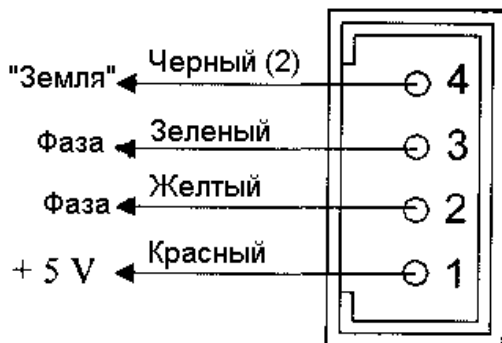 "Земля" Черный (2) 4
Фаза Зеленый 3
Фаза Желтый 2
+ 5 V Красный 1